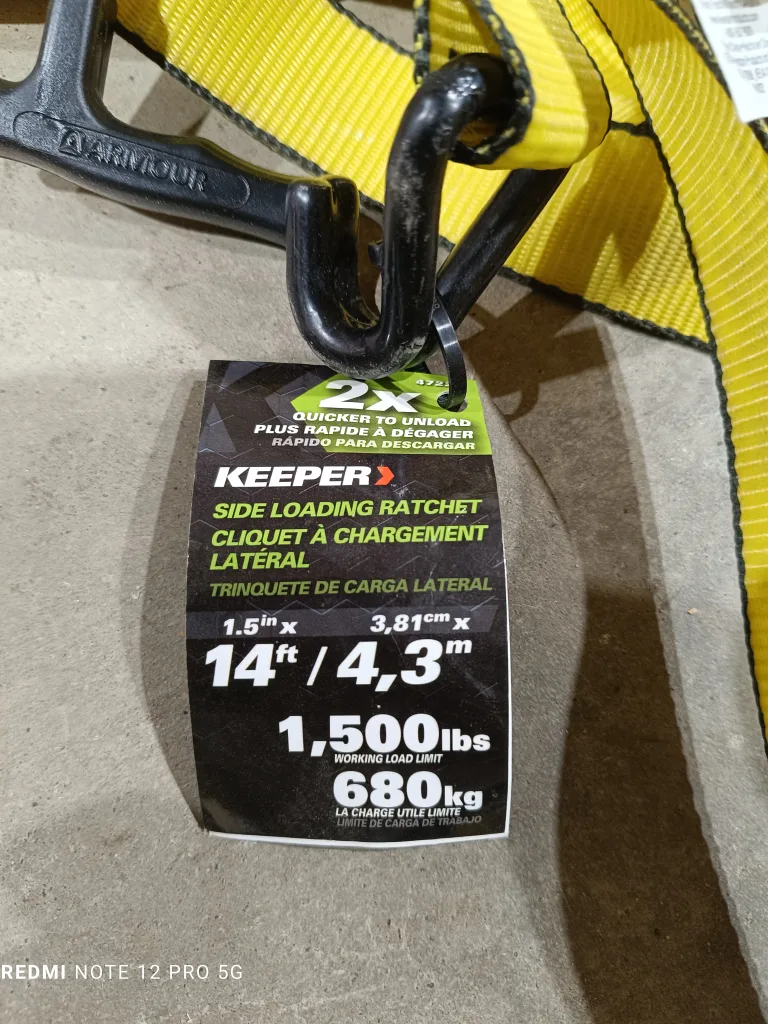 ARMOUR
2x
QUICKER TO UNLOAD
PLUS RAPIDE À DÉGAGER
RÁPIDO PARA DESCARGAR
KEEPER
SIDE LOADING RATCHET
CLIQUET À CHARGEMENT
LATÉRAL
TRINQUETE DE CARGA LATERAL
1.5in x 3,81cm x
14ft / 4,3m
1,500lbs
WORKING LOAD LIMIT
680kg
LA CHARGE UTILE LIMITE
LIMITE DE CARGA DE TRABAJO
REDMI NOTE 12 PRO 5G